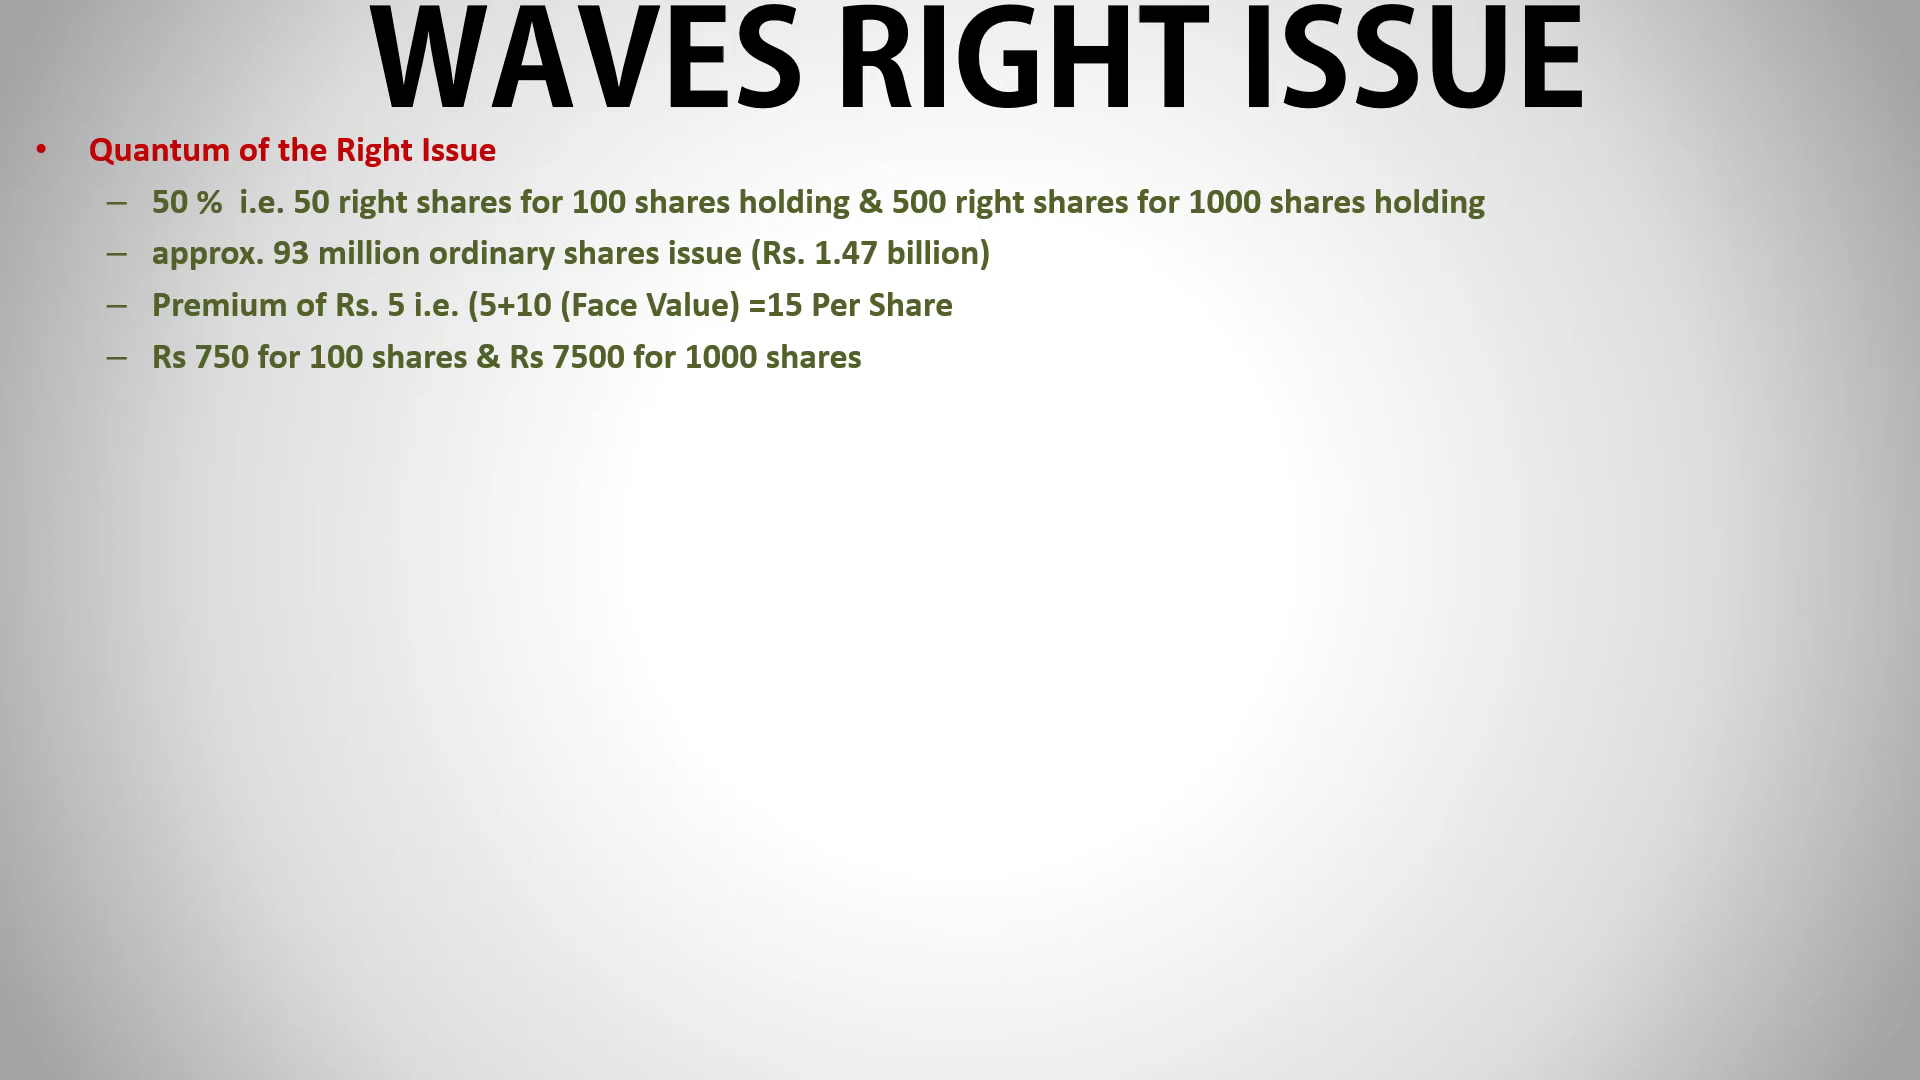 WAVES RIGHT ISSUE
• Quantum of the Right Issue
– 50 %  i.e. 50 right shares for 100 shares holding & 500 right shares for 1000 shares holding
– approx. 93 million ordinary shares issue (Rs. 1.47 billion)
– Premium of Rs. 5 i.e. (5+10 (Face Value) =15 Per Share
– Rs 750 for 100 shares & Rs 7500 for 1000 shares